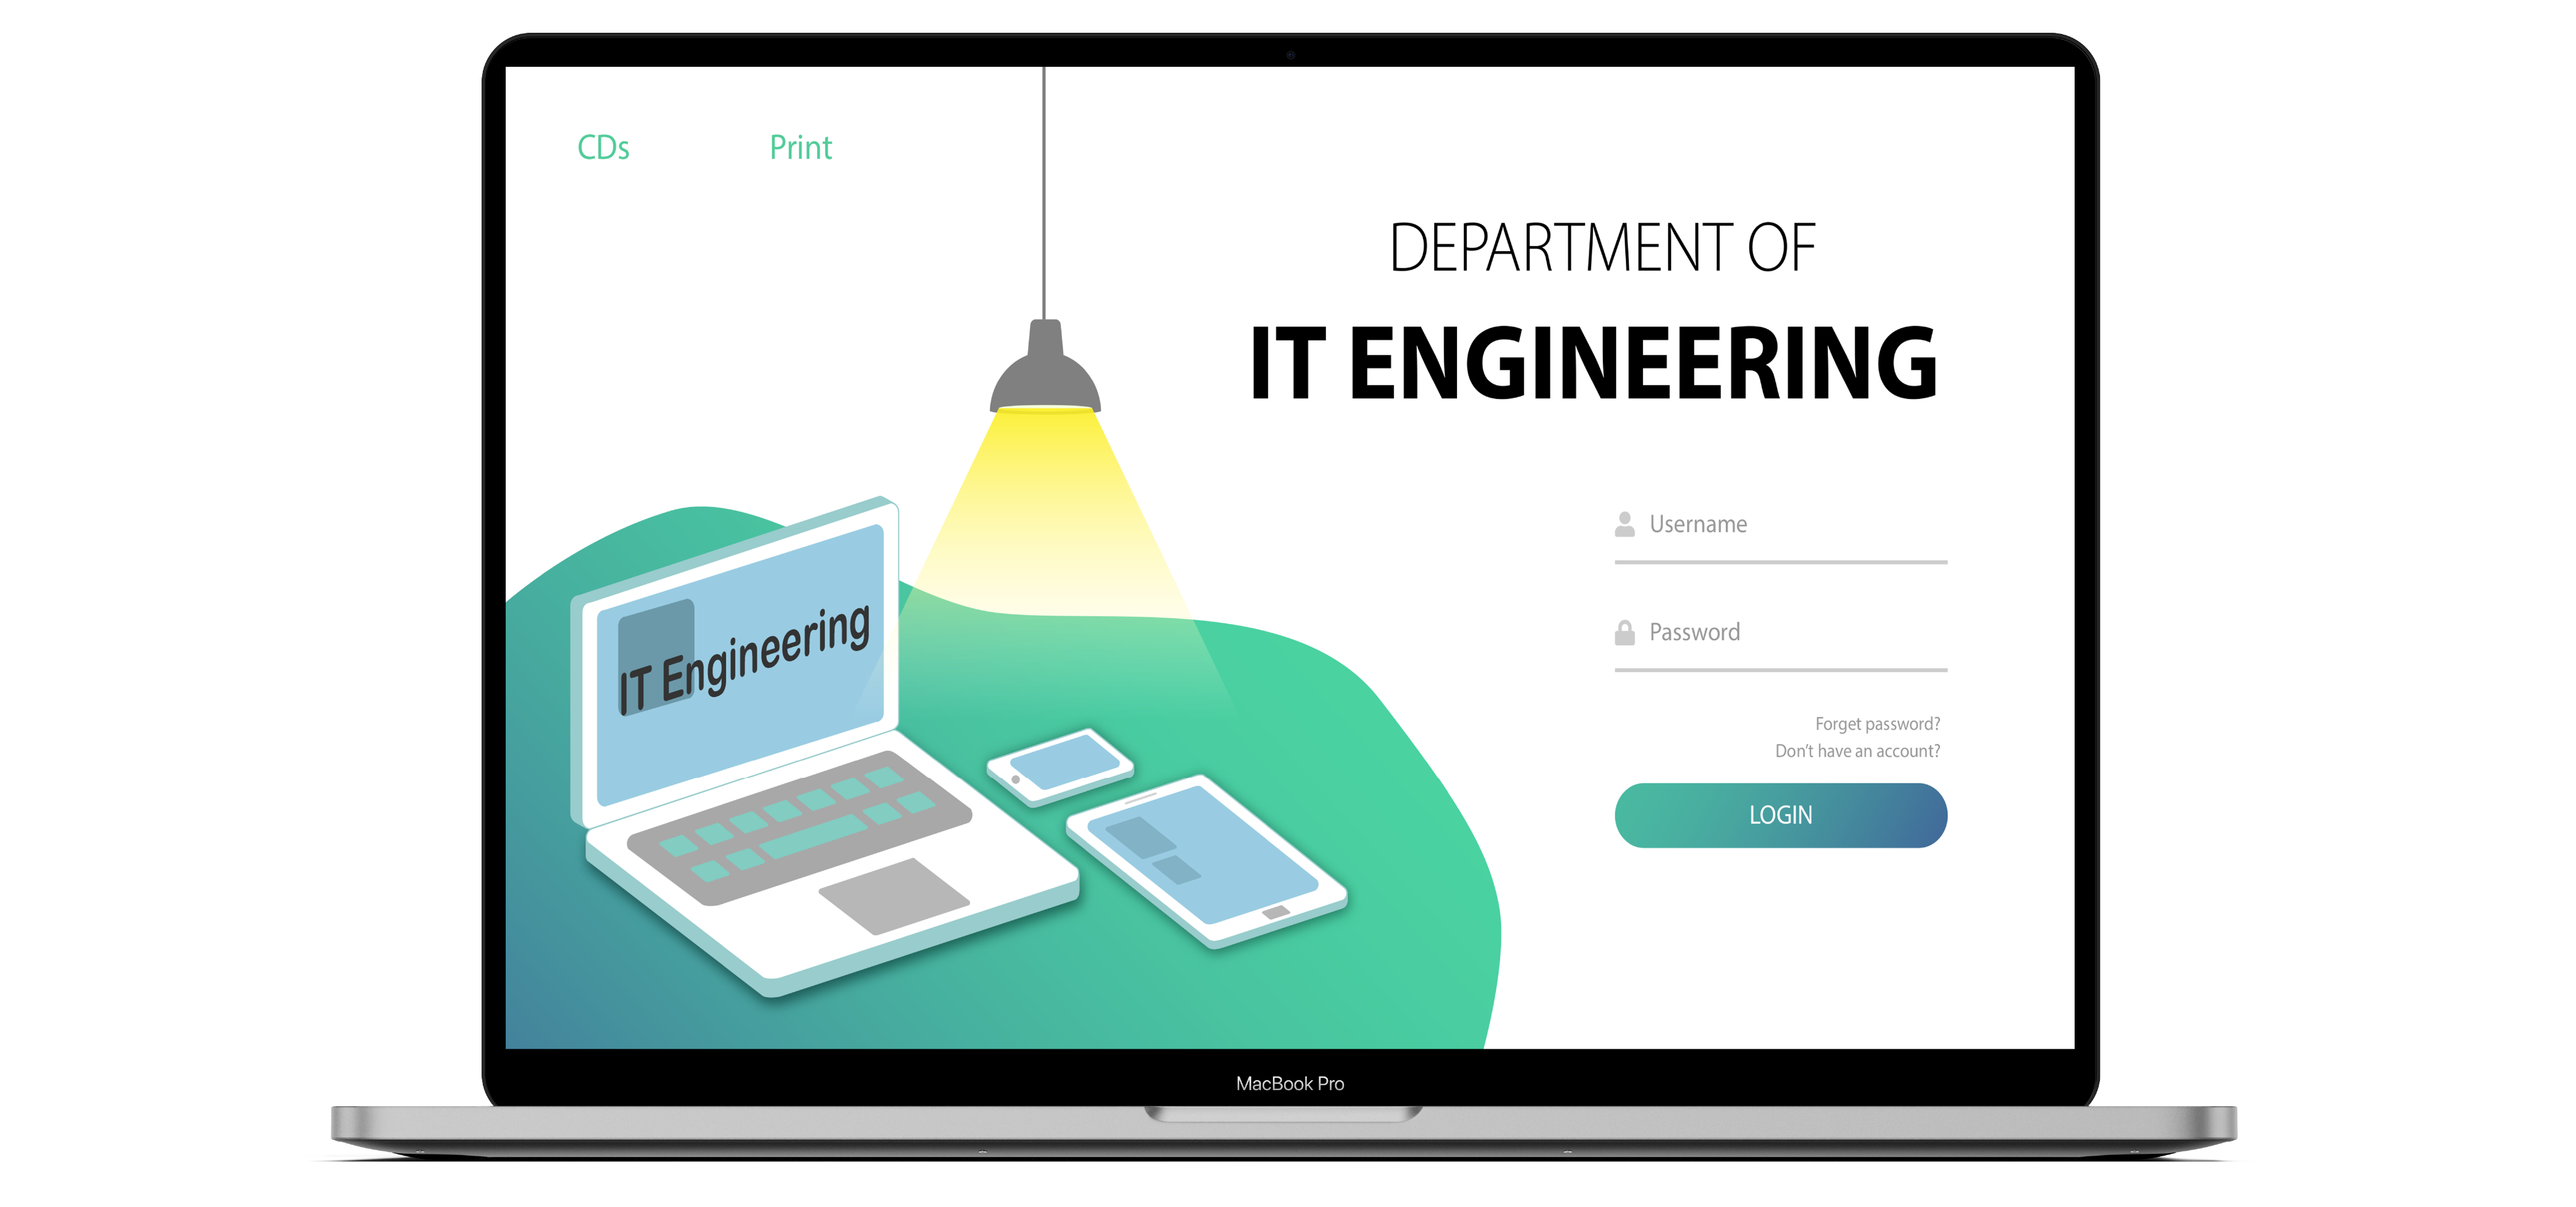 CDs
Print
DEPARTMENT OF
IT ENGINEERING
IT Engineering
Username
Password
Forget password?
Don't have an account?
LOGIN
MacBook Pro